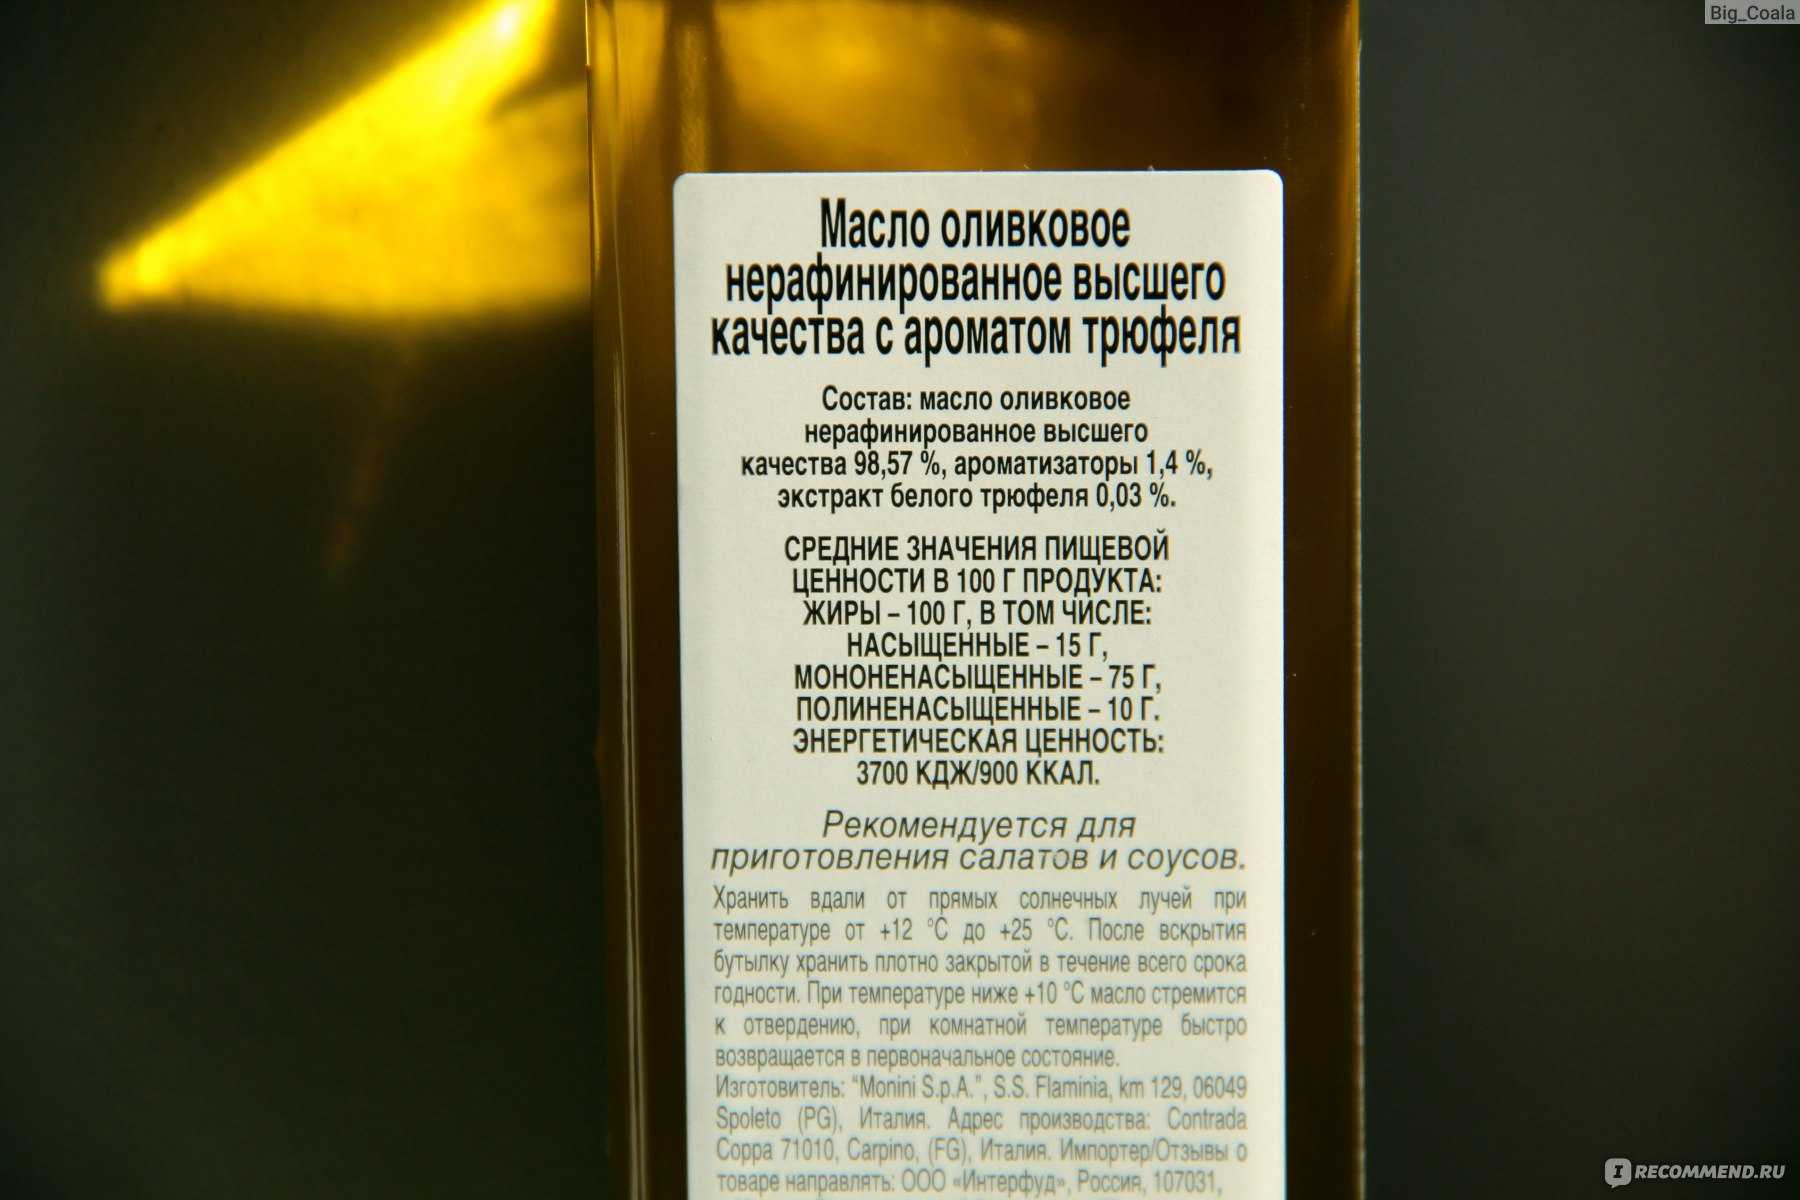 Big_Coala
Масло оливковое
нерафинированное высшего
качества с ароматом трюфеля
Состав: масло оливковое
нерафинированное высшего
качества 98,57 %, ароматизаторы 1,4 %,
экстракт белого трюфеля 0,03 %.
СРЕДНИЕ ЗНАЧЕНИЯ ПИЩЕВОЙ
ЦЕННОСТИ В 100 Г ПРОДУКТА:
ЖИРЫ – 100 Г, В ТОМ ЧИСЛЕ:
НАСЫЩЕННЫЕ – 15 Г,
МОНОНЕНАСЫЩЕННЫЕ – 75 Г,
ПОЛИНЕНАСЫЩЕННЫЕ – 10 Г.
ЭНЕРГЕТИЧЕСКАЯ ЦЕННОСТЬ:
3700 КДЖ/900 ККАЛ.
Рекомендуется для
приготовления салатов и соусов.
Хранить вдали от прямых солнечных лучей при
температуре от +12 °С до +25 °С. После вскрытия
бутылку хранить плотно закрытой в течение всего срока
годности. При температуре ниже +10 °С масло стремится
к отвердению, при комнатной температуре быстро
возвращается в первоначальное состояние.
Изготовитель: “Monini S.p.A.”, S.S. Flaminia, km 129, 06049
Spoleto (PG), Италия. Адрес производства: Contrada
Coppa 71010, Carpino, (FG), Италия. Импортер/Отзывы о
товаре направлять: ООО «Интерфуд», Россия, 107031,
IRECOMMEND.RU